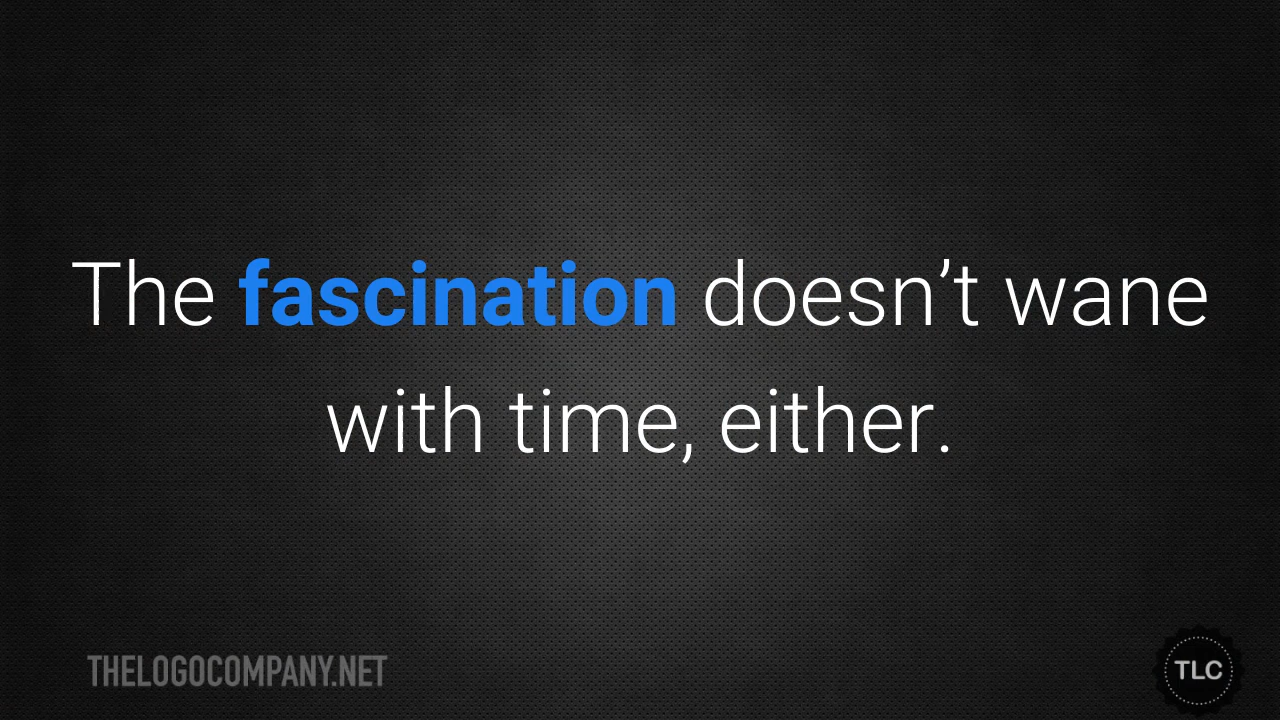 The fascination doesn’t wane
with time, either.
THELOGOCOMPANY.NET
TLC